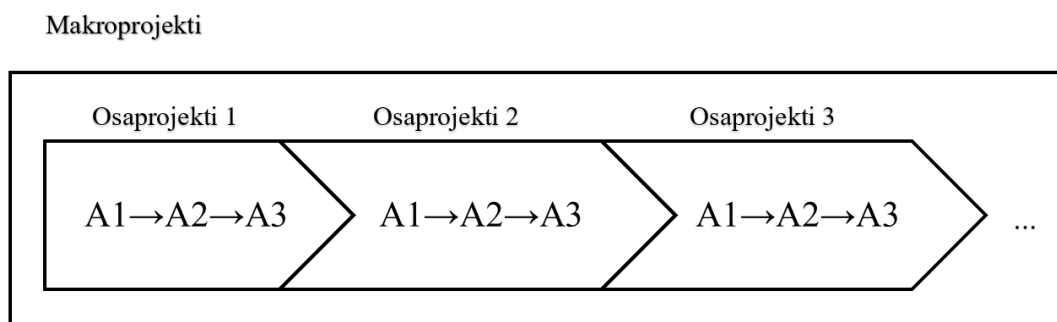 Makroprojekti
Osaprojekti 1 Osaprojekti 2 Osaprojekti 3
A1→A2→A3 A1→A2→A3 A1→A2→A3 ...